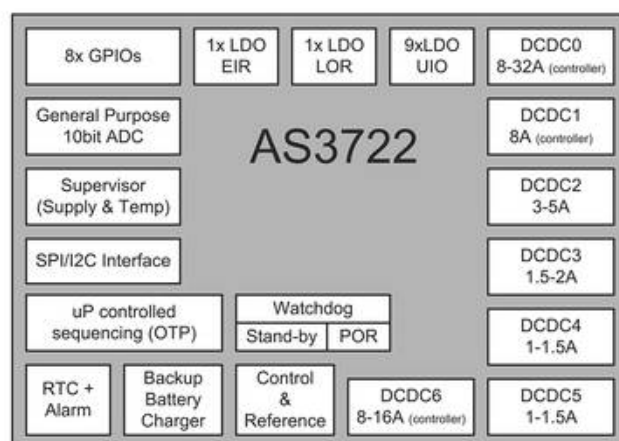 8x GPIOs
1x LDO
EIR
1x LDO
LOR
9xLDO
UIO
DCDC0
8-32A (controller)
General Purpose
10bit ADC
AS3722
DCDC1
8A (controller)
Supervisor
(Supply & Temp)
DCDC2
3-5A
SPI/I2C Interface
DCDC3
1.5-2A
uP controlled
sequencing (OTP)
Watchdog
Stand-by
POR
DCDC4
1-1.5A
RTC +
Alarm
Backup
Battery
Charger
Control
&
Reference
DCDC6
8-16A (controller)
DCDC5
1-1.5A